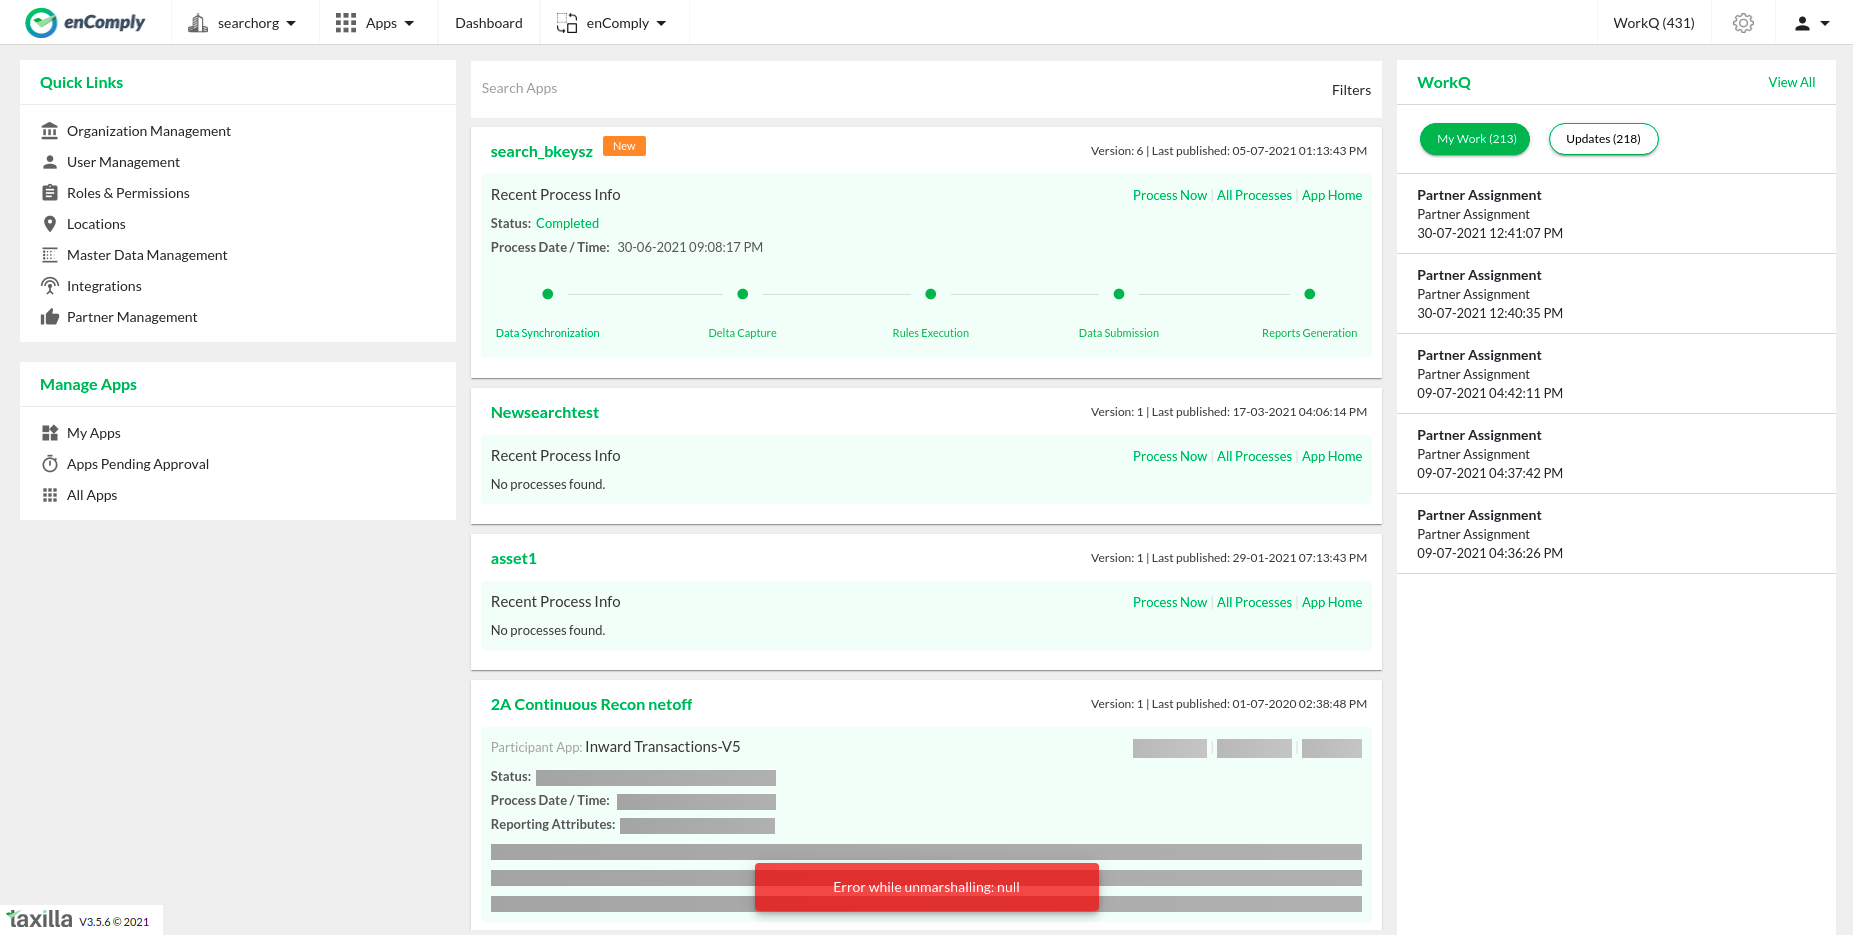 enComply
searchorg
Apps
Dashboard
enComply
WorkQ (431)
Quick Links
Organization Management
User Management
Roles & Permissions
Locations
Master Data Management
Integrations
Partner Management
Manage Apps
My Apps
Apps Pending Approval
All Apps
Search Apps
Filters
search_bkeysz New
Version: 6 | Last published: 05-07-2021 01:13:43 PM
Recent Process Info
Process Now | All Processes | App Home
Status: Completed
Process Date / Time: 30-06-2021 09:08:17 PM
Data Synchronization
Delta Capture
Rules Execution
Data Submission
Reports Generation
Newsearchtest
Version: 1 | Last published: 17-03-2021 04:06:14 PM
Recent Process Info
Process Now | All Processes | App Home
No processes found.
asset1
Version: 1 | Last published: 29-01-2021 07:13:43 PM
Recent Process Info
Process Now | All Processes | App Home
No processes found.
2A Continuous Recon netoff
Version: 1 | Last published: 01-07-2020 02:38:48 PM
Participant App: Inward Transactions-V5
Status:
Process Date / Time:
Reporting Attributes:
Error while unmarshalling: null
WorkQ
View All
My Work (213)
Updates (218)
Partner Assignment
Partner Assignment
30-07-2021 12:41:07 PM
Partner Assignment
Partner Assignment
30-07-2021 12:40:35 PM
Partner Assignment
Partner Assignment
09-07-2021 04:42:11 PM
Partner Assignment
Partner Assignment
09-07-2021 04:37:42 PM
Partner Assignment
Partner Assignment
09-07-2021 04:36:26 PM
taxilla V3.5.6 © 2021